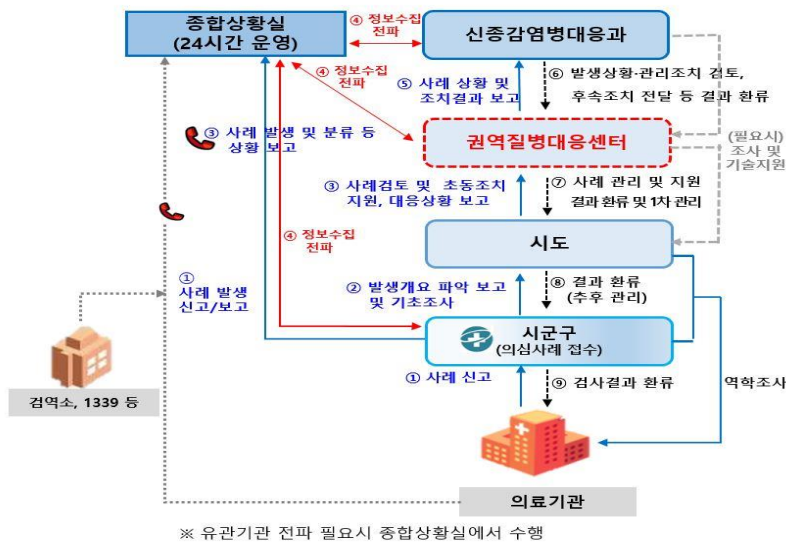 종합상황실
(24시간 운영)
④ 정보수집
전파
신종감염병대응과
④ 정보수집
전파
⑤ 사례 상황 및
조치결과 보고
⑥ 발생상황·관리조치 검토,
후속조치 전달 등 결과 환류
③ 사례 발생 및 분류 등
상황 보고
권역질병대응센터
(필요시)
조사 및
기술지원
③ 사례검토 및 초동조치
지원, 대응상황 보고
⑦ 사례 관리 및 지원
결과 환류 및 1차 관리
④ 정보수집
전파
시도
①
사례 발생
신고/보고
② 발생개요 파악 보고
및 기초조사
⑧ 결과 환류
(추후 관리)
시군구
(의심사례 접수)
① 사례 신고
⑨ 검사결과 환류
역학조사
검역소, 1339 등
의료기관
※ 유관기관 전파 필요시 종합상황실에서 수행